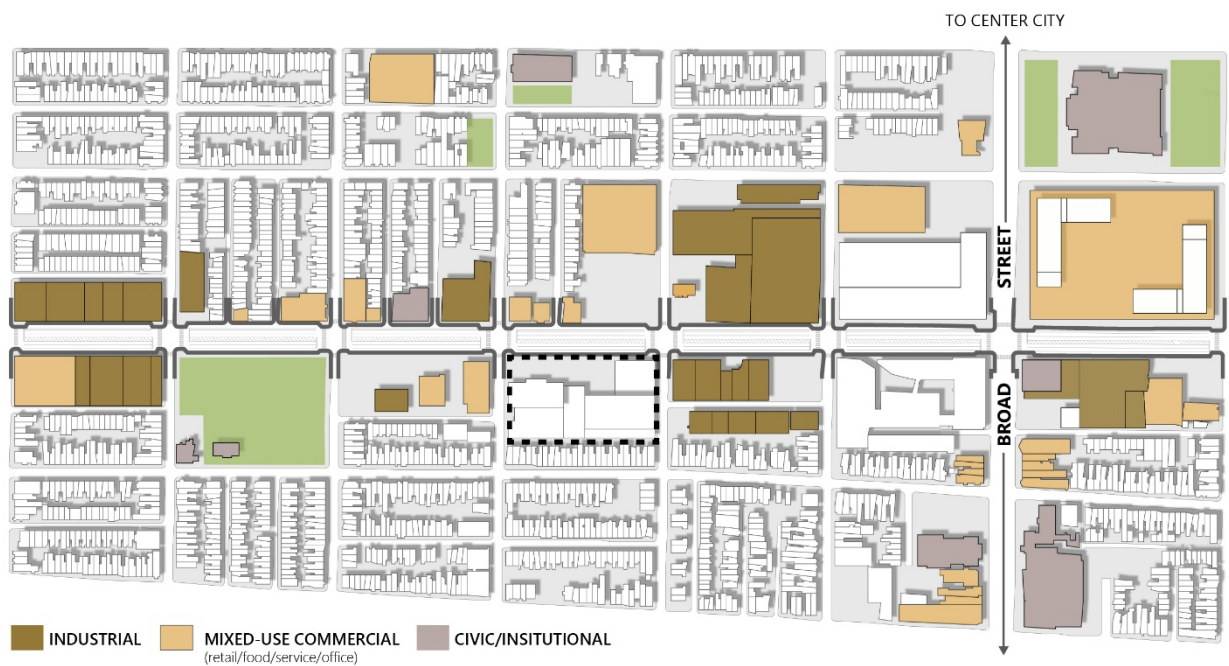 TO CENTER CITY
STREET
BROAD
INDUSTRIAL
MIXED-USE COMMERCIAL
(retail/food/service/office)
CIVIC/INSITUTIONAL